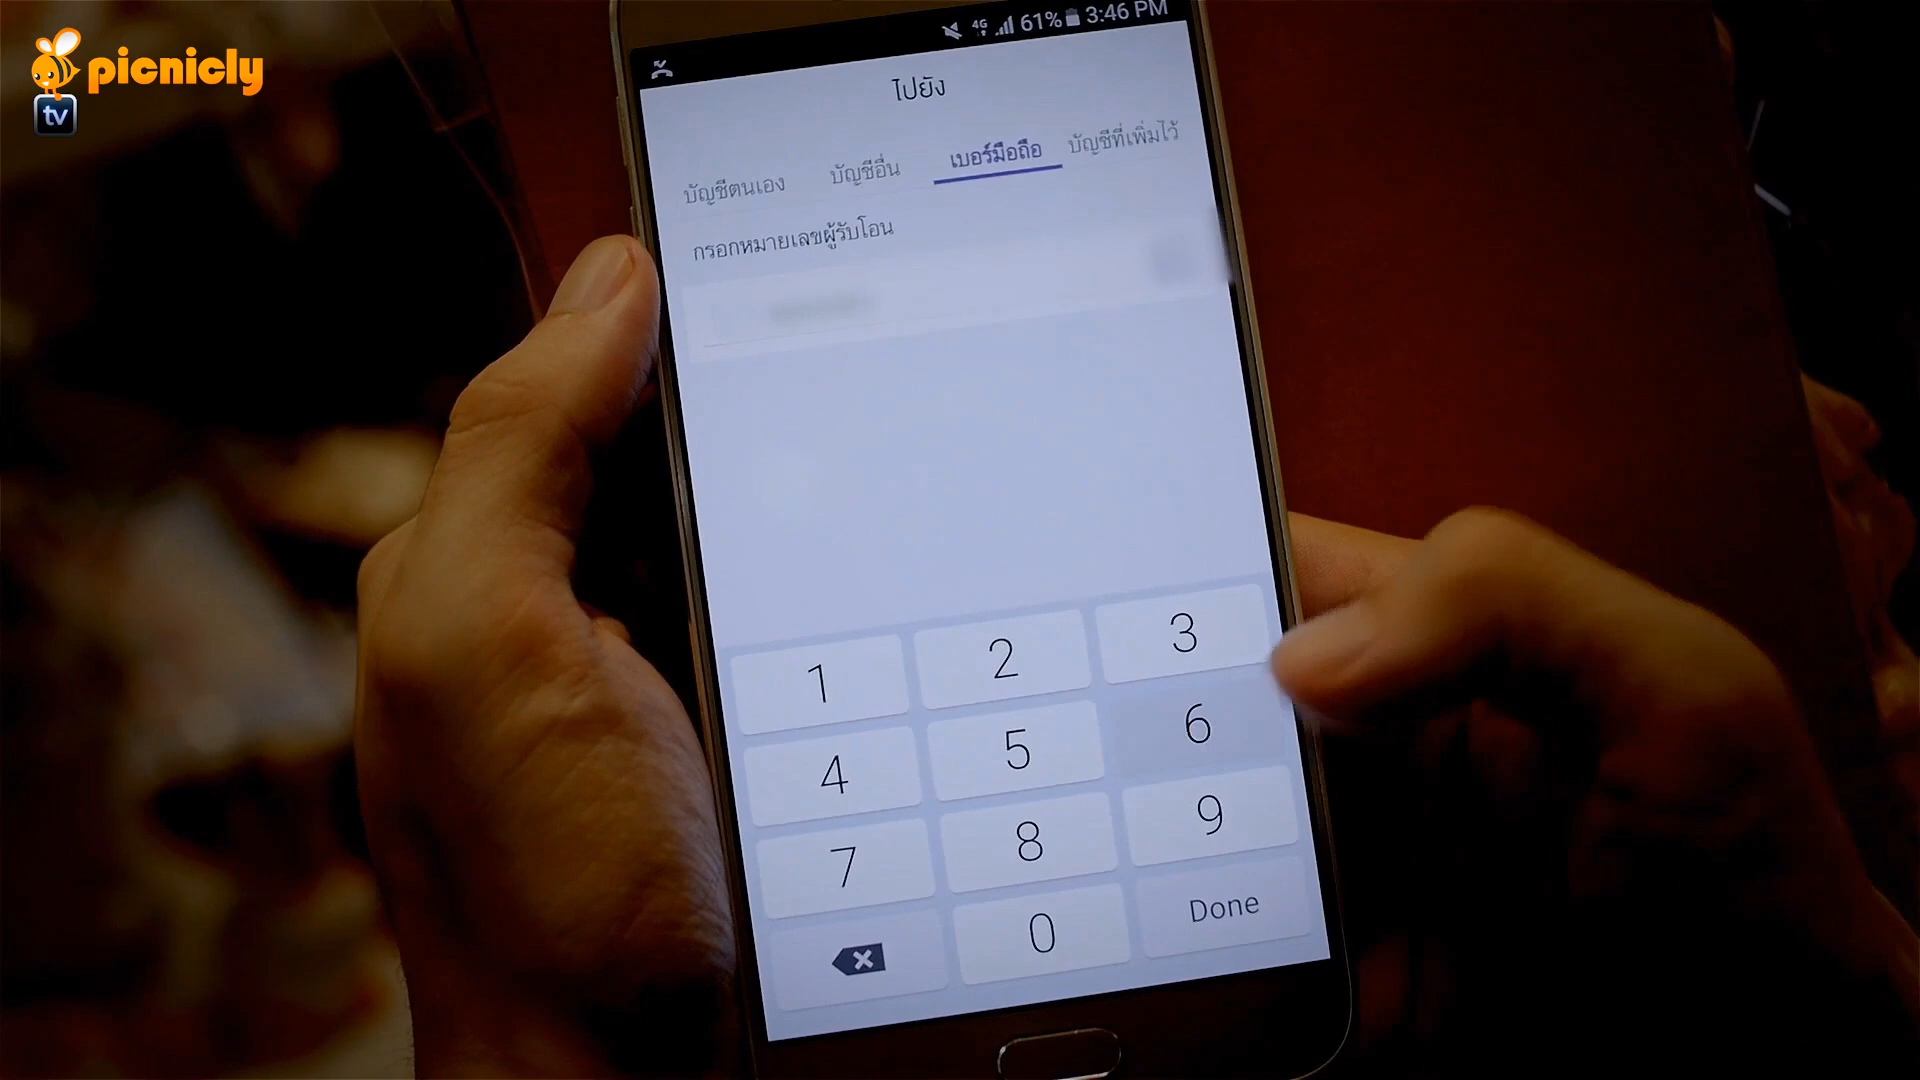 picnicly
tv
4G 61% 3:46 PM
ไปยัง
บัญชีตนเอง บัญชีอื่น เบอร์มือถือ บัญชีที่เพิ่มไว้
กรอกหมายเลขผู้รับโอน
1 2 3
4 5 6
7 8 9
0 Done